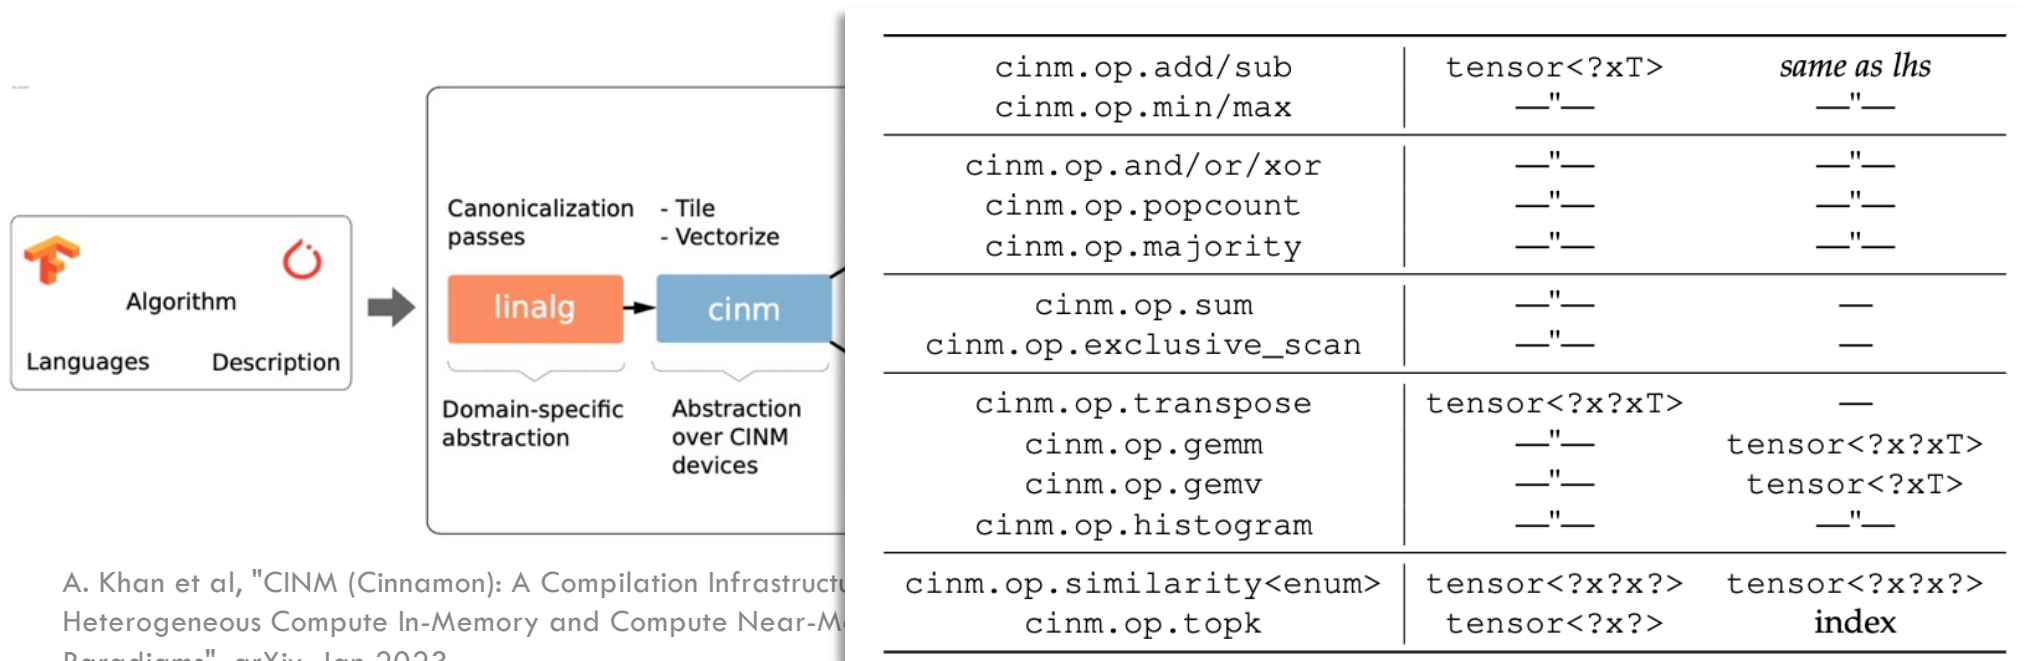 Algorithm
Languages Description
Canonicalization
passes
- Tile
- Vectorize
linalg
cinm
Domain-specific
abstraction
Abstraction
over CINM
devices
A. Khan et al, "CINM (Cinnamon): A Compilation
Heterogeneous Compute In-Memory and Compute
Paradigms", arXiv, Jan 2023
cinm.op.add/sub tensor<?xT> same as lhs
cinm.op.min/max —"— —"—
cinm.op.and/or/xor —"— —"—
cinm.op.popcount —"— —"—
cinm.op.majority —"— —"—
cinm.op.sum —"— —
cinm.op.exclusive_scan —"— —
cinm.op.transpose tensor<?x?xT> —
cinm.op.gemm —"— tensor<?x?xT>
cinm.op.gemv —"— tensor<?xT>
cinm.op.histogram —"— —"—
cinm.op.similarity<enum> tensor<?x?x?> tensor<?x?x?>
cinm.op.topk tensor<?x?> index